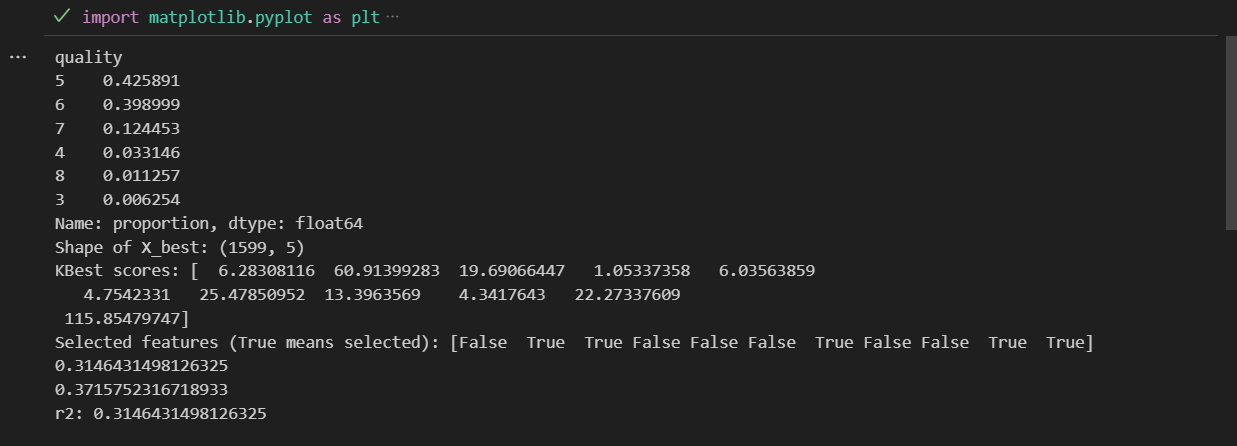 import matplotlib.pyplot as plt ...
...
quality
5    0.425891
6    0.398999
7    0.124453
4    0.033146
8    0.011257
3    0.006254
Name: proportion, dtype: float64
Shape of X_best: (1599, 5)
KBest scores: [  6.28308116  60.91399283  19.69066447   1.05337358   6.03563859
   4.7542331   25.47850952  13.3963569    4.3417643   22.27337609
 115.85479747]
Selected features (True means selected): [False  True  True False False False  True False False  True  True]
0.3146431498126325
0.3715752316718933
r2: 0.3146431498126325